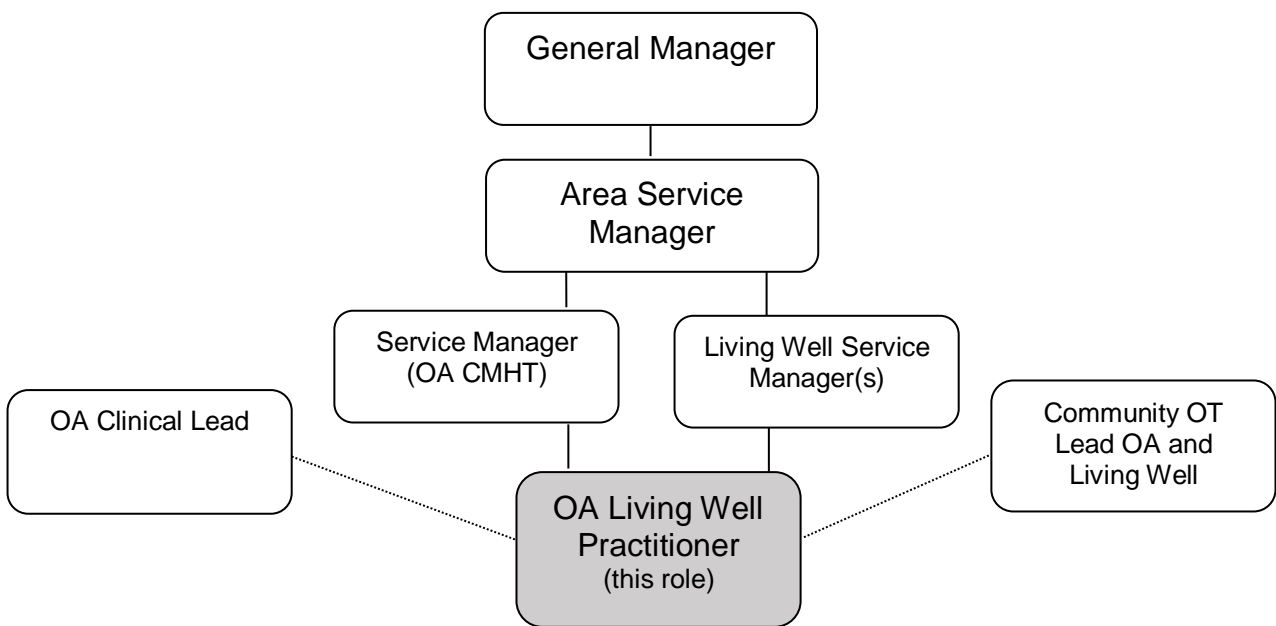 General Manager
Area Service
Manager
Service Manager
(OA CMHT)
Living Well Service
Manager(s)
OA Clinical Lead
Community OT
Lead OA and
Living Well
OA Living Well
Practitioner
(this role)